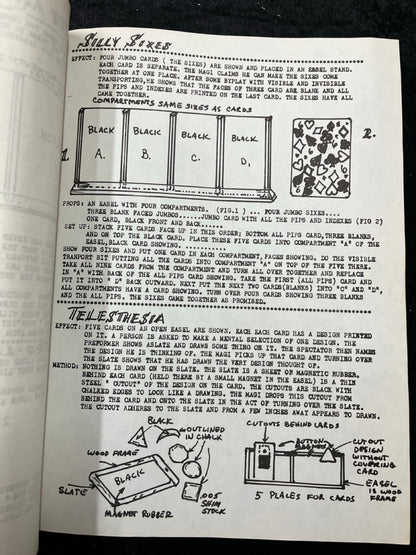 SILLY SIXES
EFFECT: FOUR JUMBO CARDS ( THE SIXES) ARE SHOWN AND PLACED IN AN EASEL STAND.
EACH CARD IS SEPARATE. THE MAGI CLAIMS HE CAN MAKE THE SIXES COME
TOGETHER AT ONE PLACE. AFTER SOME BYPLAY WITH VISIBLE AND INVISIBLE
TRANSPORTING, HE SHOWS THAT THE FACES OF THREE CARD ARE BLANK AND ALL
THE PIPS AND INDEXES ARE PRINTED ON THE LAST CARD. THE SIXES HAVE ALL
CAME TOGETHER.
COMPARTMENTS SAME SIZES AS CARDS
BLACK BLACK BLACK BLACK
1. A. B. C. D. 2.
PROPS: AN EASEL WITH FOUR COMPARTMENTS. (FIG.1 ) ... FOUR JUMBO SIXES....
THREE BLANK FACED JUMBOS......JUMBO CARD WITH ALL THE PIPS AND INDEXES (FIG 2)
ONE CARD, BLACK FRONT AND BACK......
SET UP: STACK FIVE CARDS FACE UP IN THIS ORDER; BOTTOM ALL PIPS CARD,THREE BLANKS,
AND ON TOP THE BLACK CARD. PLACE THESE FIVE CARDS INTO COMPARTMENT "A" OF THE
EASEL,BLACK CARD SHOWING. ...........
SHOW FOUR SIXES AND PUT ONE CARD IN EACH COMPARTMENT,FACES SHOWING. DO THE VISIBLE
TRANPORT BIT PUTTING ALL THE CARDS INTO COMPARTMENT "A" ON TOP OF THE FIVE THERE.
TAKE ALL NINE CARDS FROM THE COMPARTMENT AND TURN ALL OVER TOGETHER AND REPLACE
IN "A" WITH BACK OF THE ALL PIPS CARD SHOWING. TAKE THE FIRST (ALL PIPS) CARD AND
PUT IT INTO " D" BACK OUTWARD. NEXT PUT THE NEXT TWO CARDS(BLANKS) INTO "C" AND "B",
ALL COMPARTMENTS HAVE A CARD SHOWING. TURN OVER FOUR CARDS SHOWING THREE BLANKS
AND THE ALL PIPS. THE SIXES CAME TOGETHER AS PROMISED.
TELESTHESIA
EFFECT: FIVE CARDS ON AN OPEN EASEL ARE SHOWN. EACH EACH CARD HAS A DESIGN PRINTED
ON IT. A PERSON IS ASKED TO MAKE A MENTAL SELECTION OF ONE DESIGN. THE
PREFORMER SHOWS ASLATE AND DRAWS SOME THING ON IT. THE SPECTATOR THEN NAMES
THE DESIGN HE IS THINKING OF. THE MAGI PICKS UP THAT CARD AND TURNING OVER
THE SLATE SHOWS THAT HE HAS DRAWN THE VERY DESIGN THOUGHT OF.
METHOD: NOTHING IS DRAWN ON THE SLATE. THE SLATE IS A SHEET OF MAGNETIC RUBBER.
BEHIND EACH CARD (HELD THERE BY A SMALL MAGNET IN THE EASEL) IS A THIN
STEEL " CUTOUT" OF THE DESIGN ON THE CARD. THE CUTOUTS ARE BLACK WITH
CHALKED EDGES TO LOOK LIKE A DRAWING. THE MAGI DROPS THIS CUTOUT FROM
BEHIND THE CARD AND ONTO THE SLATE IN THE ACT OF TURNING OVER THE SLATE.
THE CUTOUT ADHERES TO THE SLATE AND FROM A FEW INCHES AWAY APPEARS TO DRAWN.
BLACK
OUTLINED
IN CHALK
WOOD FRAME
BLACK
SLATE
MAGNET RUBBER
.005
SHIM
STOCK
CUTOUTS BEHIND CARDS
BUTTON
MAGNETS
CUTOUT
DESIGN
WITHOUT
COVERING
CARD
5 PLACES FOR CARDS
EASEL
IS WOOD
FRAME